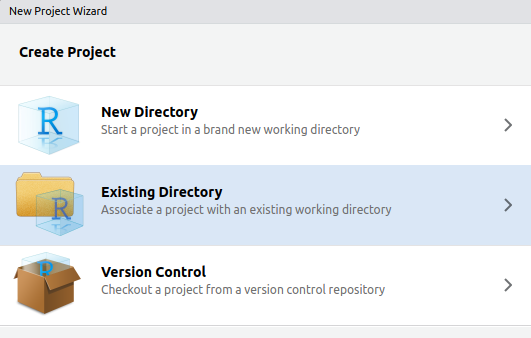 New Project Wizard
Create Project
New Directory
Start a project in a brand new working directory
Existing Directory
Associate a project with an existing working directory
Version Control
Checkout a project from a version control repository